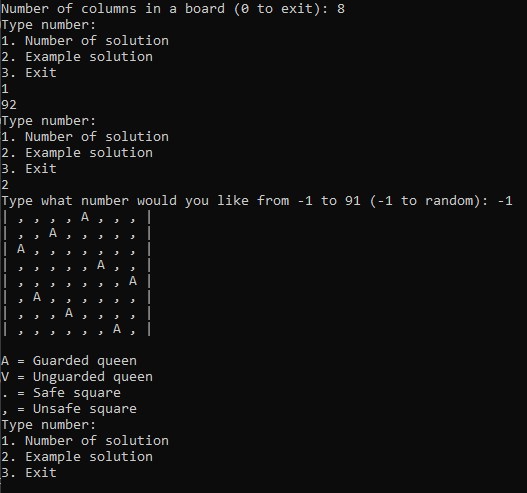 Number of columns in a board (0 to exit): 8
Type number:
1. Number of solution
2. Example solution
3. Exit
1
92
Type number:
1. Number of solution
2. Example solution
3. Exit
2
Type what number would you like from -1 to 91 (-1 to random): -1
| , , , , A , , , |
| , , A , , , , , |
| A , , , , , , , |
| , , , , , A , , |
| , , , , , , , A |
| , A , , , , , , |
| , , , A , , , , |
| , , , , , , A , |
A = Guarded queen
V = Unguarded queen
. = Safe square
, = Unsafe square
Type number:
1. Number of solution
2. Example solution
3. Exit